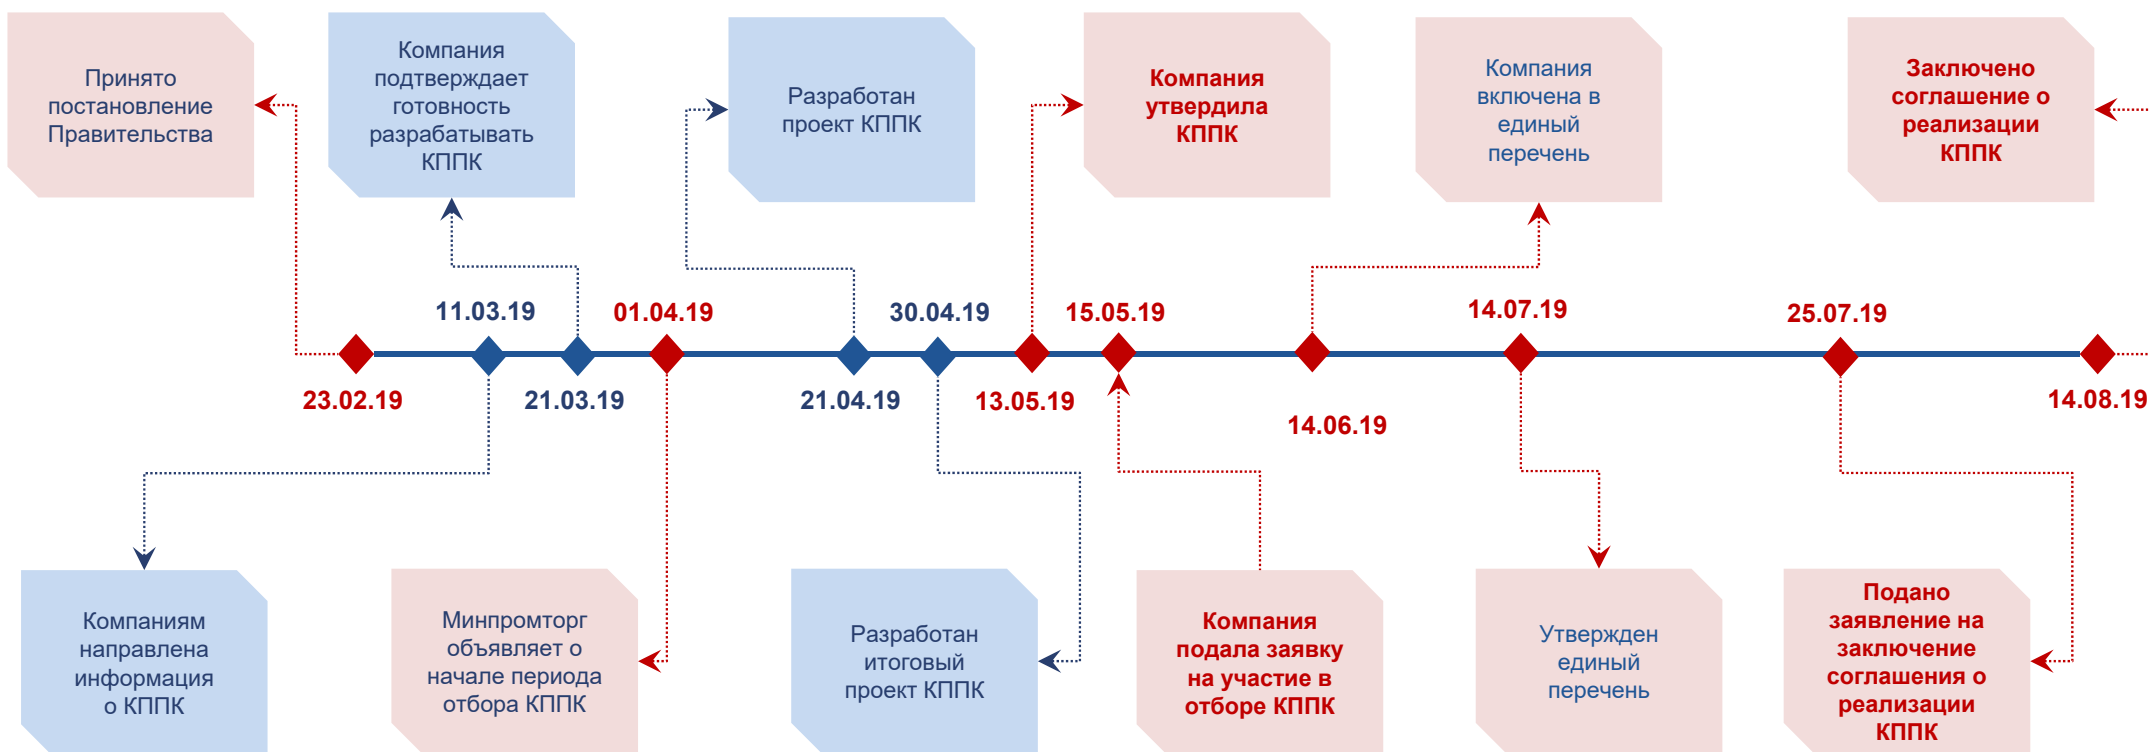 Принято
постановление
Правительства
Компания
подтверждает
готовность
разрабатывать
КППК
Разработан
проект КППК
Компания
утвердила
КППК
Компания
включена в
единый
перечень
Заключено
соглашение о
реализации
КППК
11.03.19
01.04.19
30.04.19
15.05.19
14.07.19
25.07.19
23.02.19
21.03.19
21.04.19
13.05.19
14.06.19
14.08.19
Компаниям
направлена
информация
о КППК
Минпромторг
объявляет о
начале периода
отбора КППК
Разработан
итоговый
проект КППК
Компания
подала заявку
на участие в
отборе КППК
Утвержден
единый
перечень
Подано
заявление на
заключение
соглашения о
реализации
КППК